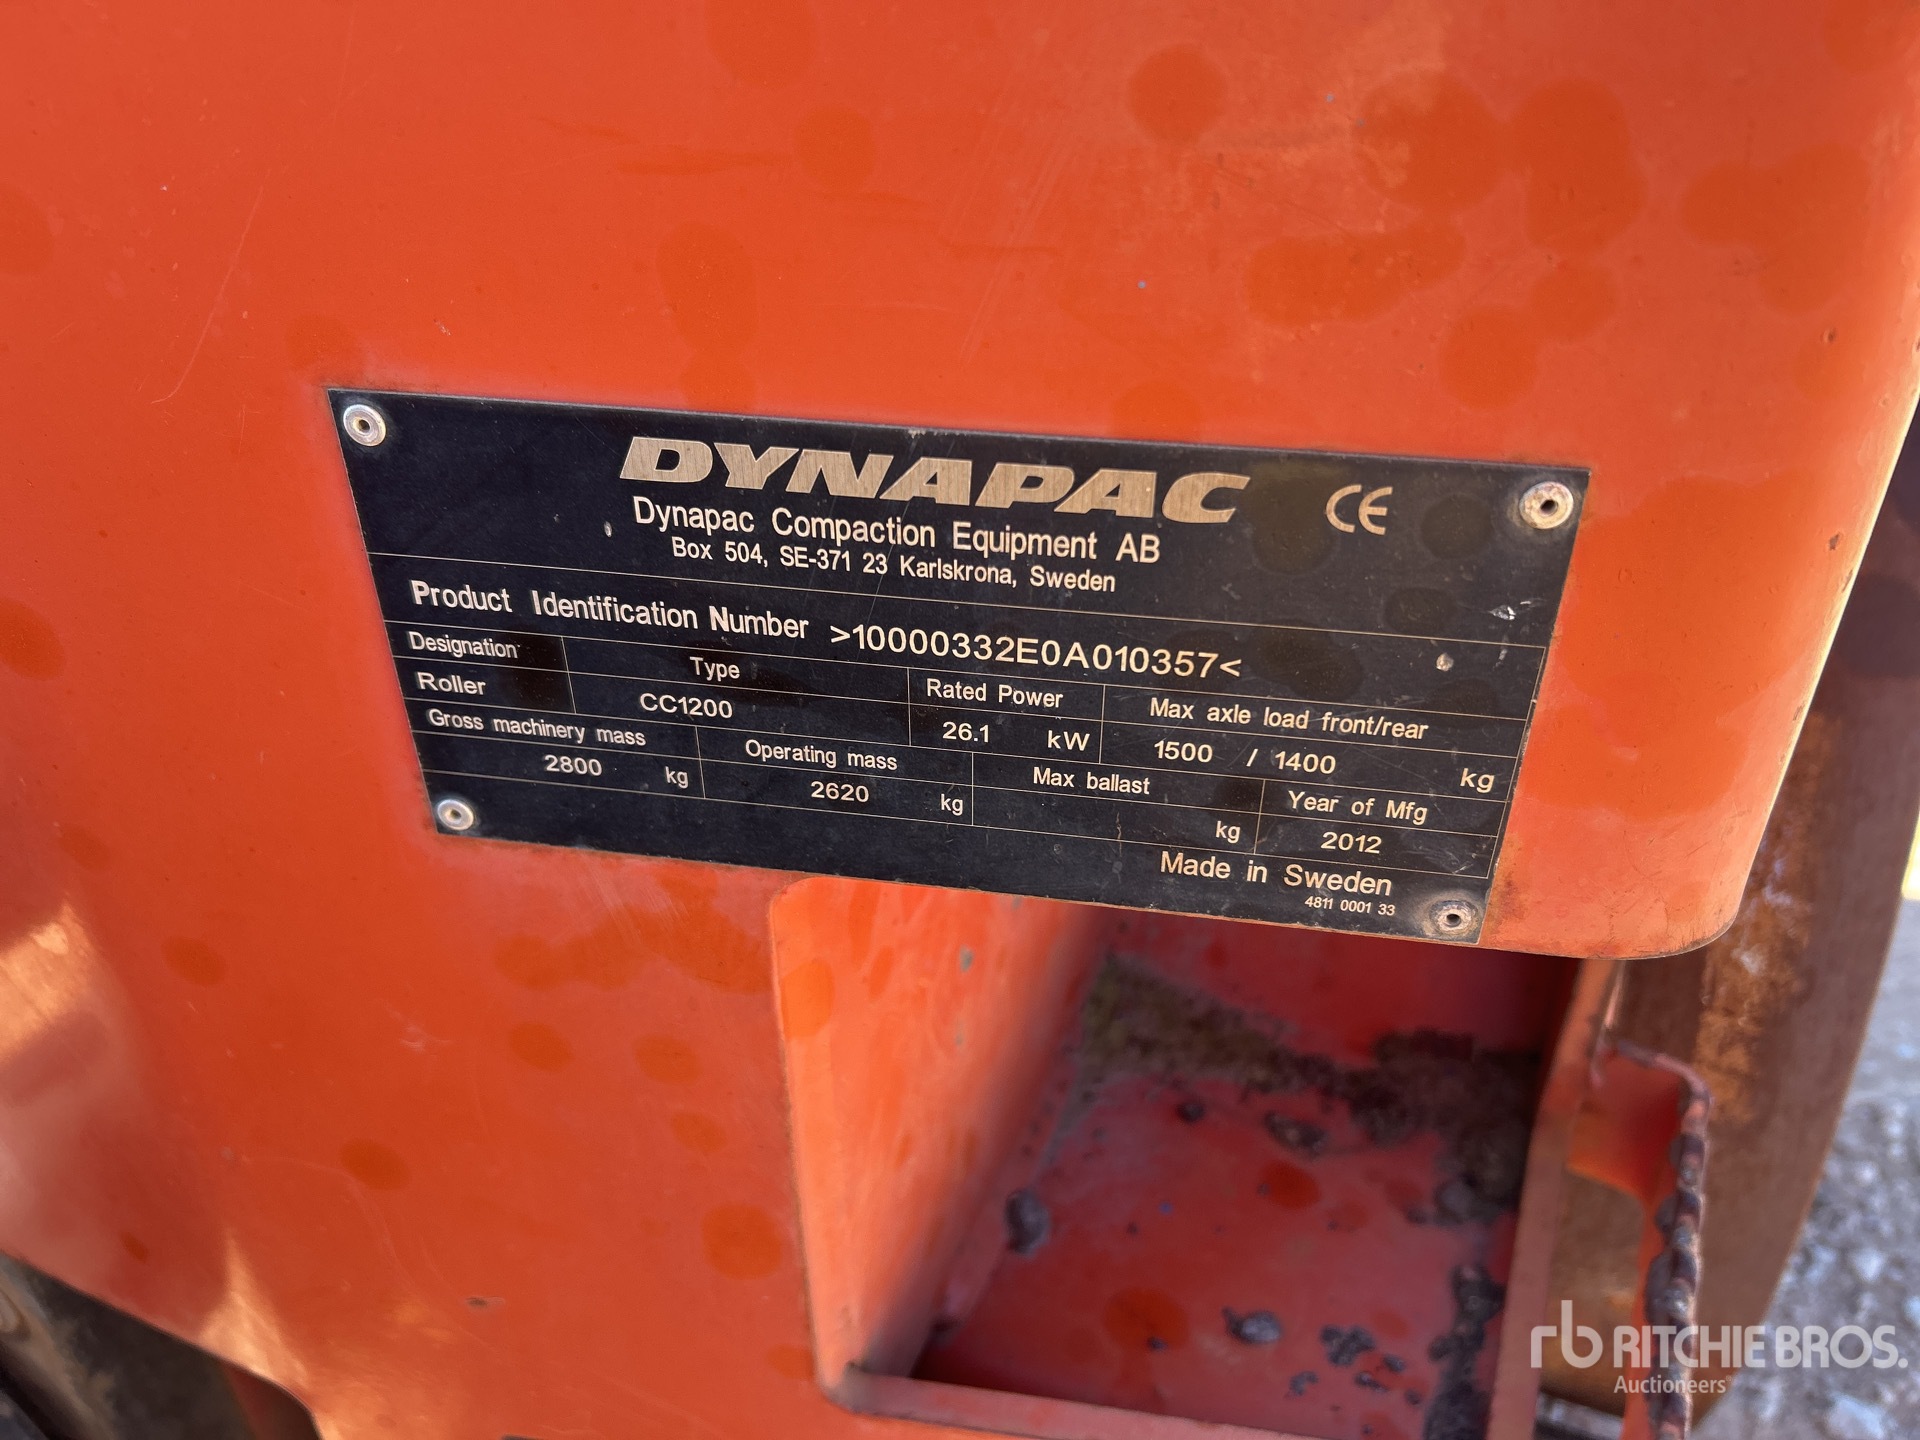 DYNAPAC CE
Dynapac Compaction Equipment AB
Box 504, SE-371 23 Karlskrona, Sweden
Product Identification Number >10000332E0A010357<
Designation Type Rated Power Max axle load front/rear
Roller CC1200 26.1 kW 1500 / 1400 kg
Gross machinery mass Operating mass Max ballast Year of Mfg
2800 kg 2620 kg kg 2012
Made in Sweden
4811 0001 33
rb RITCHIE BROS.
Auctioneers